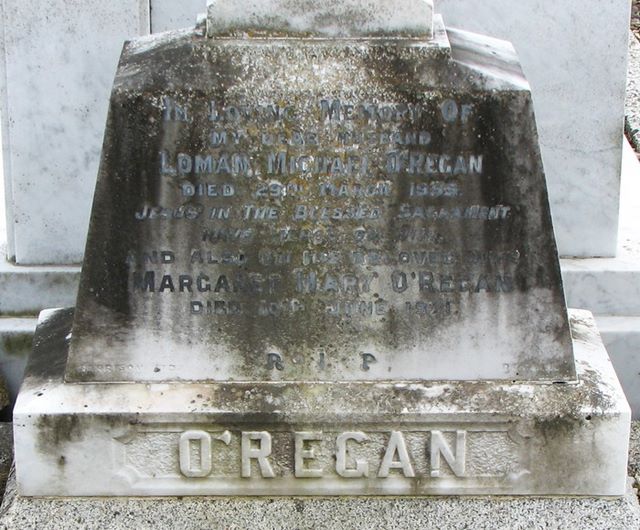 In Loving Memory Of
MY DEAR HUSBAND
LOMAN MICHAEL O'REGAN
DIED 29TH MARCH
JESUS IN THE BLESSED SACRAMENT
HAVE MERCY ON HIM
AND ALSO OF HIS BELOVED WIFE
MARGARET MARY O'REGAN
DIED 10TH JUNE
R.I.P
O'REGAN